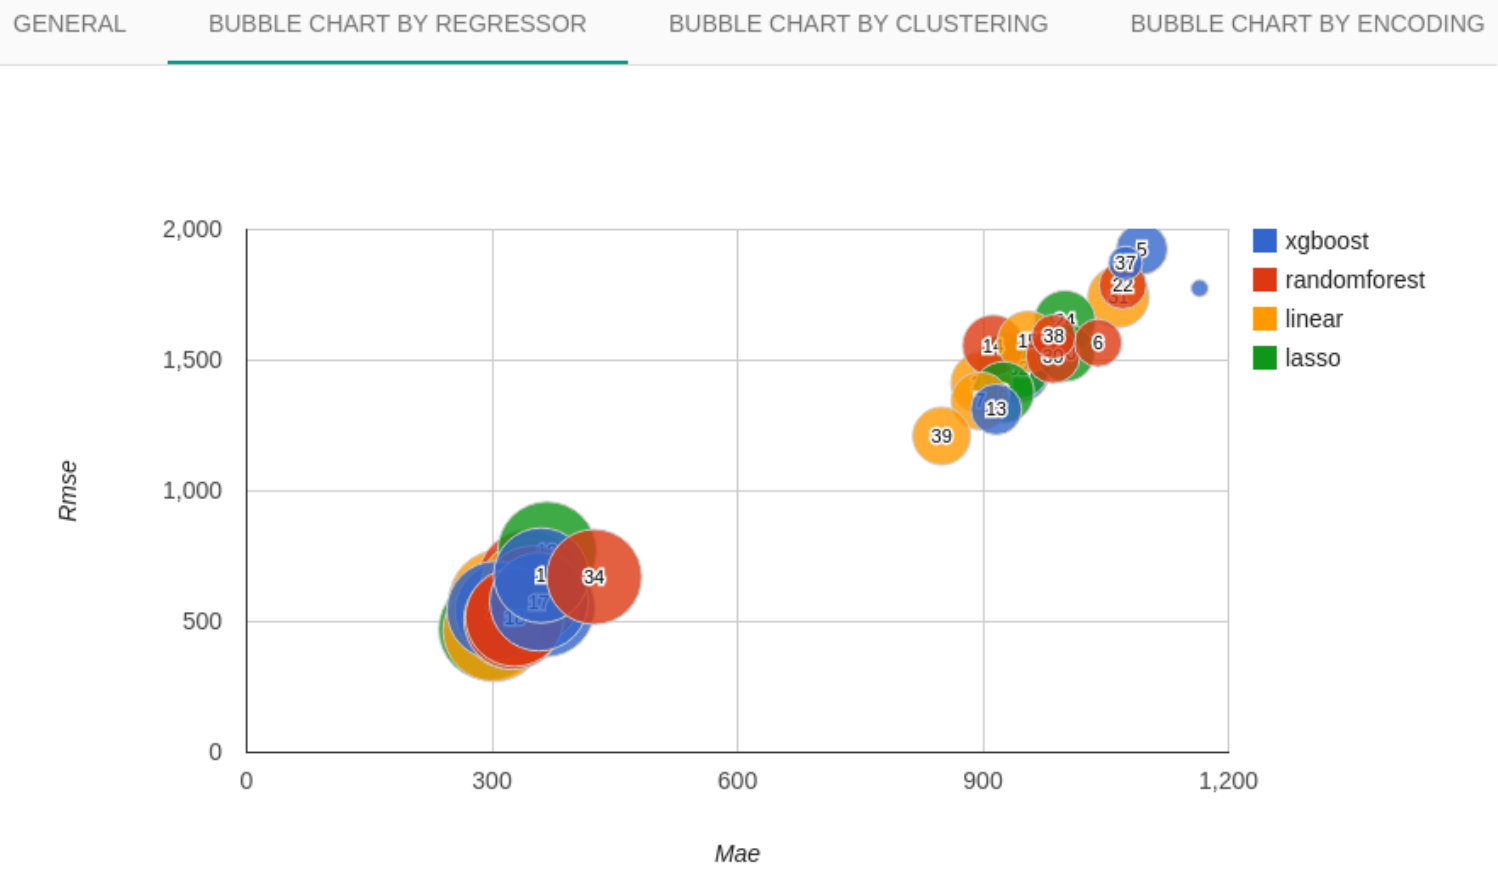 GENERAL BUBBLE CHART BY REGRESSOR BUBBLE CHART BY CLUSTERING BUBBLE CHART BY ENCODING
2,000
1,500
1,000
500
0
Rmse
0 300 600 900 1,200
Mae
xgboost
randomforest
linear
lasso
5
37
22
38
6
13
39
34
17